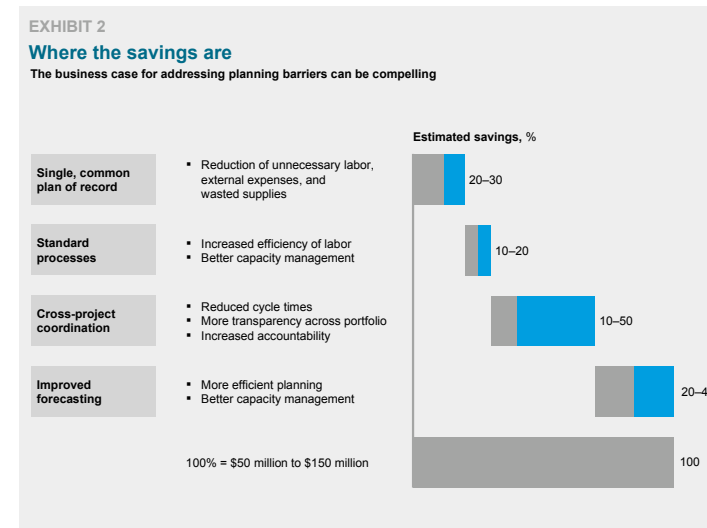 EXHIBIT 2
Where the savings are
The business case for addressing planning barriers can be compelling
Estimated savings, %
Single, common
plan of record
▪ Reduction of unnecessary labor,
external expenses, and
wasted supplies
20–30
Standard
processes
▪ Increased efficiency of labor
▪ Better capacity management
10–20
Cross-project
coordination
▪ Reduced cycle times
▪ More transparency across portfolio
▪ Increased accountability
10–50
Improved
forecasting
▪ More efficient planning
▪ Better capacity management
20–4
100% = $50 million to $150 million
100